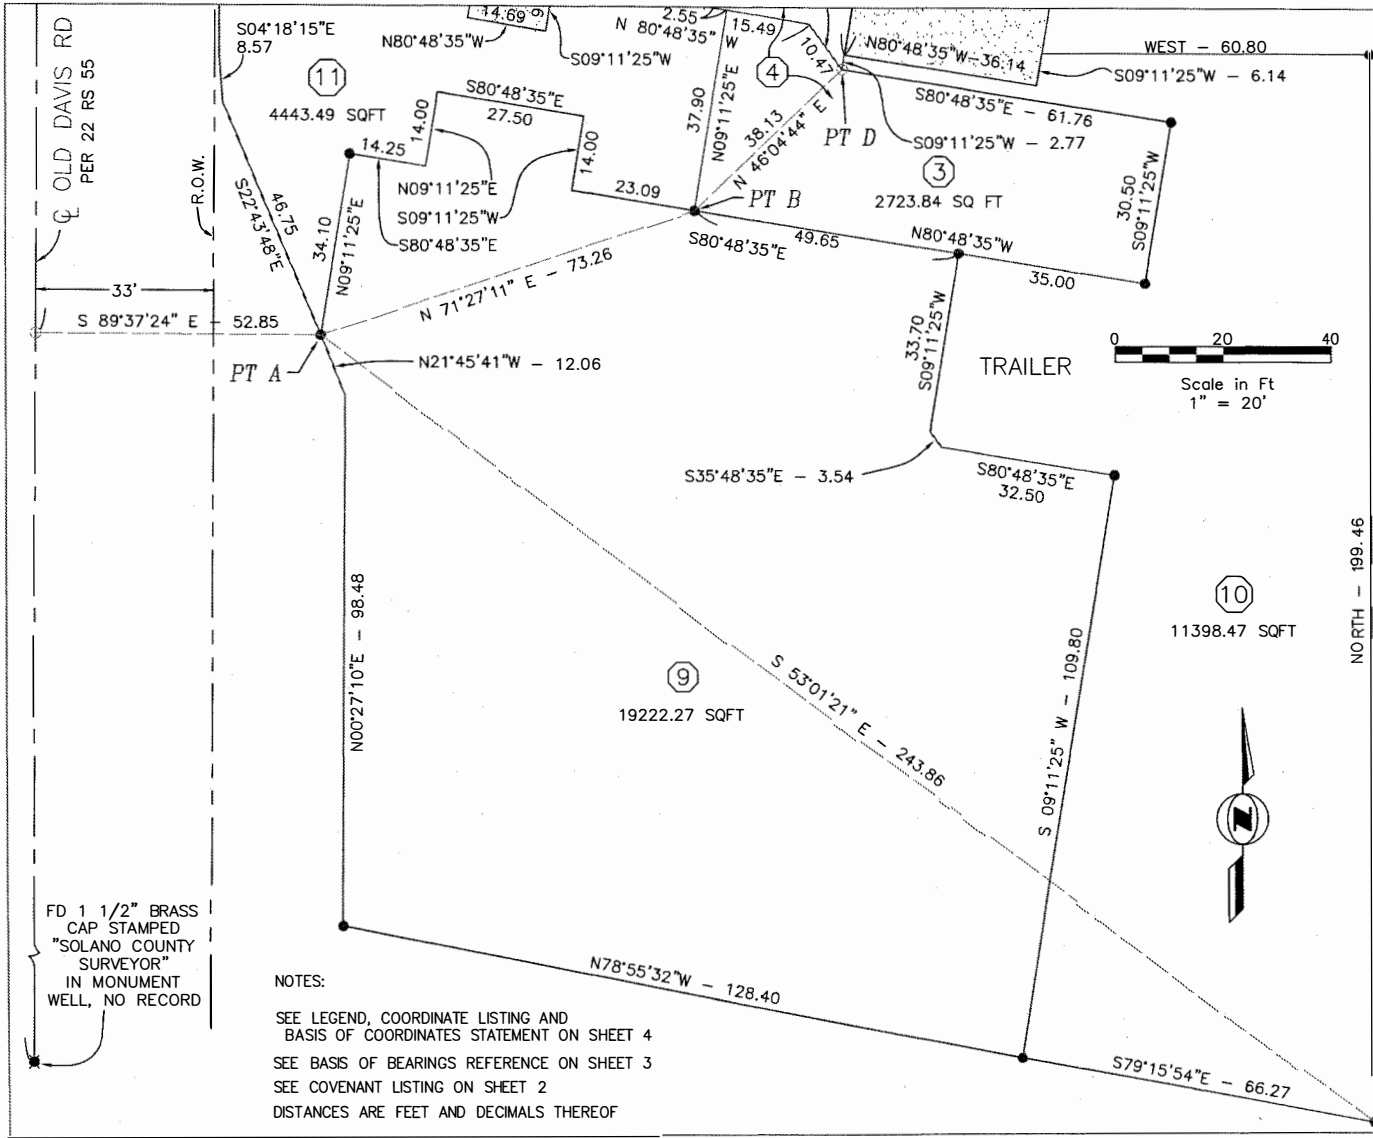 S04°18'15"E
8.57
14.69
9
N80°48'35"W
S09°11'25"W
2.55
N 80°48'35" W
15.49
10.47
N80°48'35"W-36.14
WEST - 60.80
S09°11'25"W - 6.14
℄ OLD DAVIS RD
PER 22 RS 55
R.O.W.
11
4443.49 SQFT
S80°48'35"E
27.50
14.00
14.25
14.00
N09°11'25"E
S09°11'25"W
S80°48'35"E
23.09
37.90
N09°11'25"E
4
38.13
N 46°04'44" E
PT D
S80°48'35"E - 61.76
S09°11'25"W - 2.77
3
2723.84 SQ FT
30.50
S09°11'25"W
PT B
S80°48'35"E
49.65
N80°48'35"W
35.00
46.75
S22°43'48"E
34.10
N09°11'25"E
33'
S 89°37'24" E - 52.85
N 71°27'11" E - 73.26
PT A
N21°45'41"W - 12.06
33.70
S09°11'25"W
TRAILER
0 20 40
Scale in Ft
1" = 20'
S35°48'35"E - 3.54
S80°48'35"E
32.50
N00°27'10"E - 98.48
9
19222.27 SQFT
S 53°01'21" E - 243.86
S 09°11'25" W - 109.80
10
11398.47 SQFT
NORTH - 199.46
N
FD 1 1/2" BRASS
CAP STAMPED
"SOLANO COUNTY
SURVEYOR"
IN MONUMENT
WELL, NO RECORD
N78°55'32"W - 128.40
S79°15'54"E - 66.27
NOTES:
SEE LEGEND, COORDINATE LISTING AND
BASIS OF COORDINATES STATEMENT ON SHEET 4
SEE BASIS OF BEARINGS REFERENCE ON SHEET 3
SEE COVENANT LISTING ON SHEET 2
DISTANCES ARE FEET AND DECIMALS THEREOF